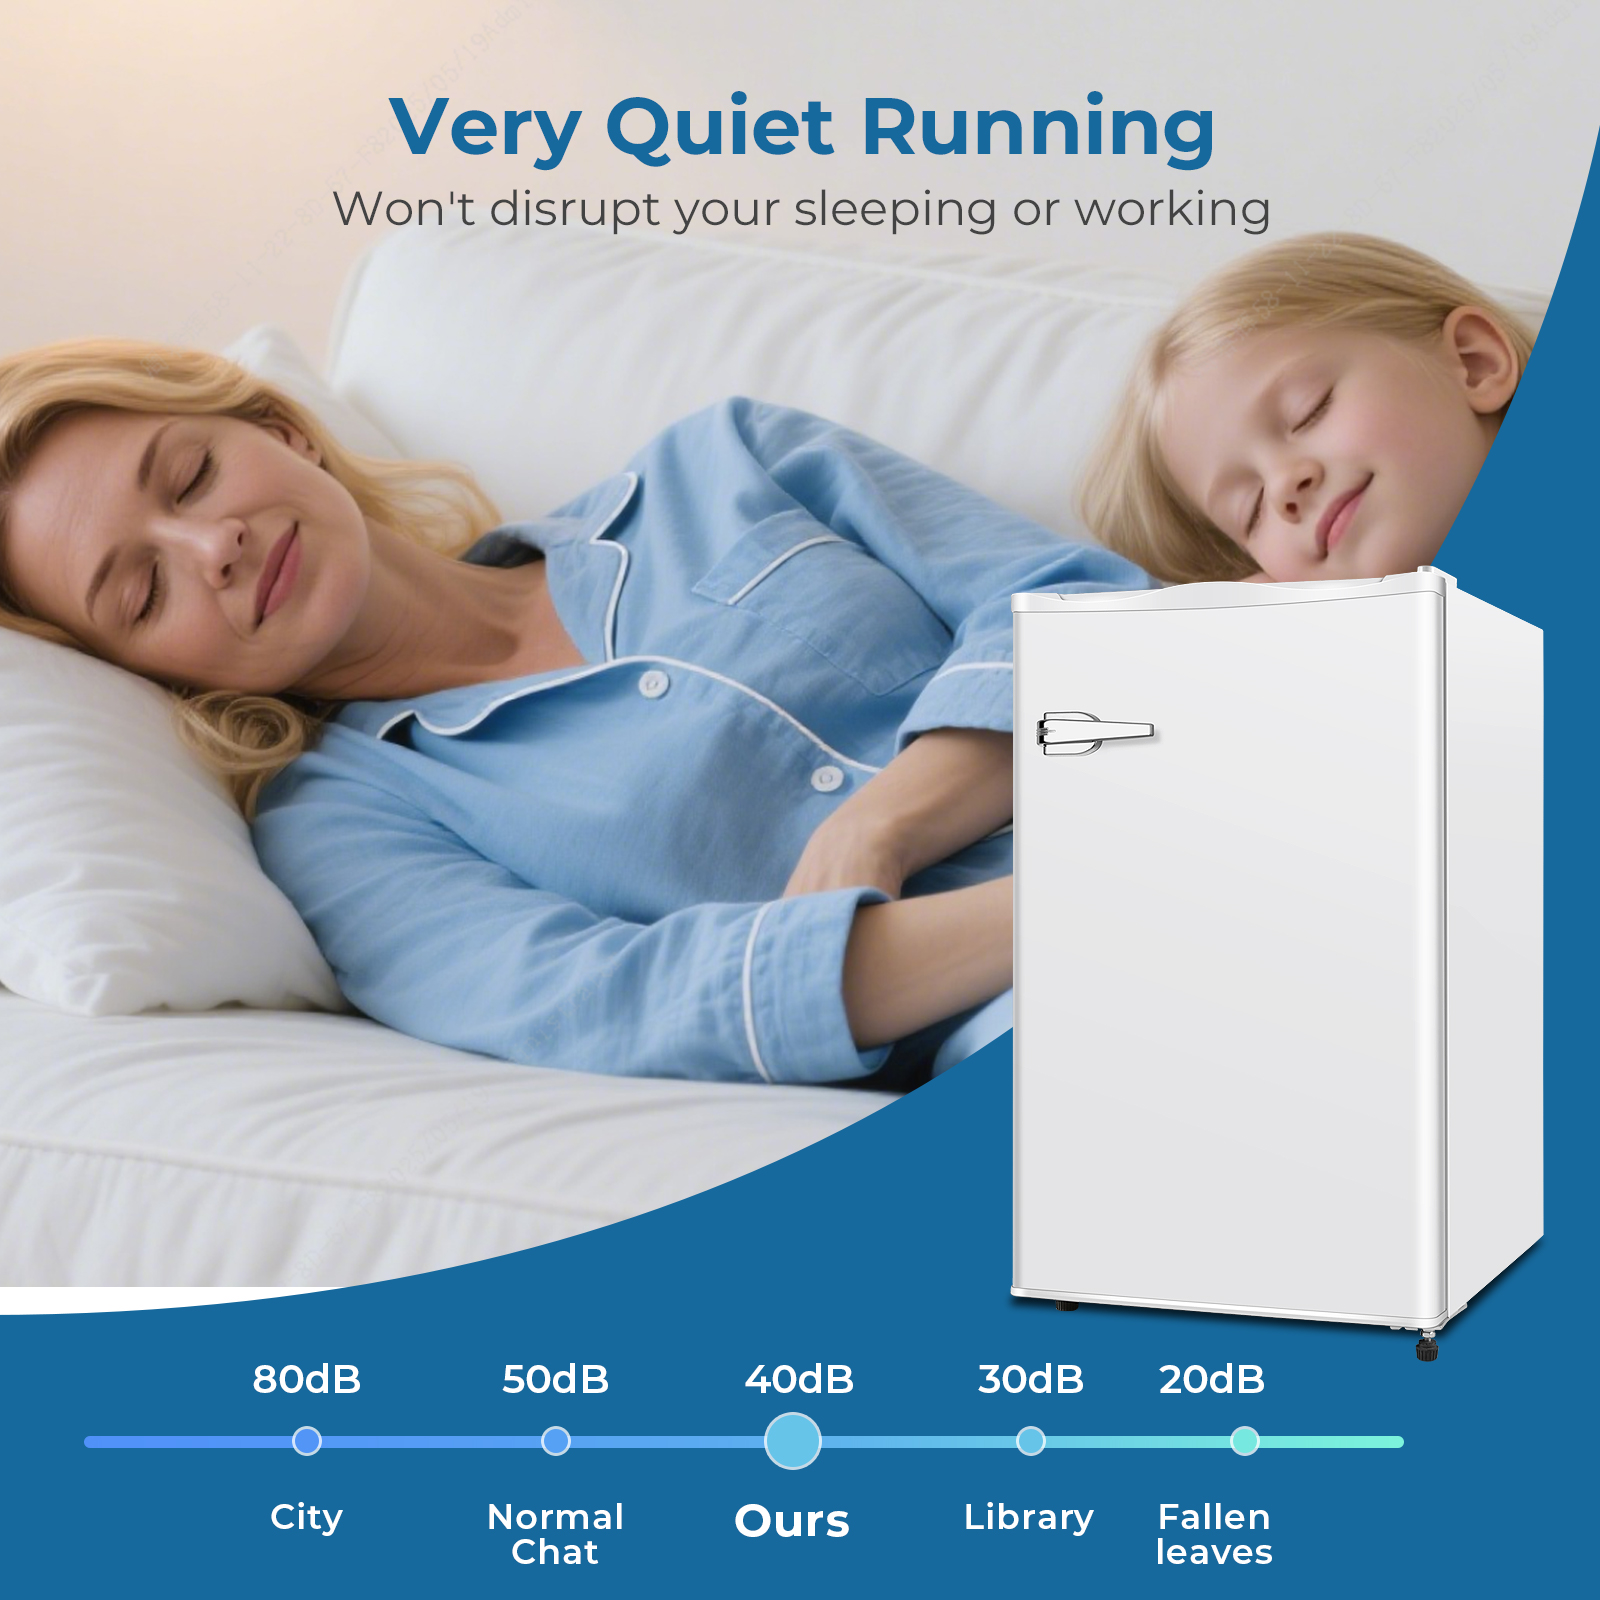 Very Quiet Running
Won't disrupt your sleeping or working
80dB 50dB 40dB 30dB 20dB
City Normal Chat Ours Library Fallen leaves